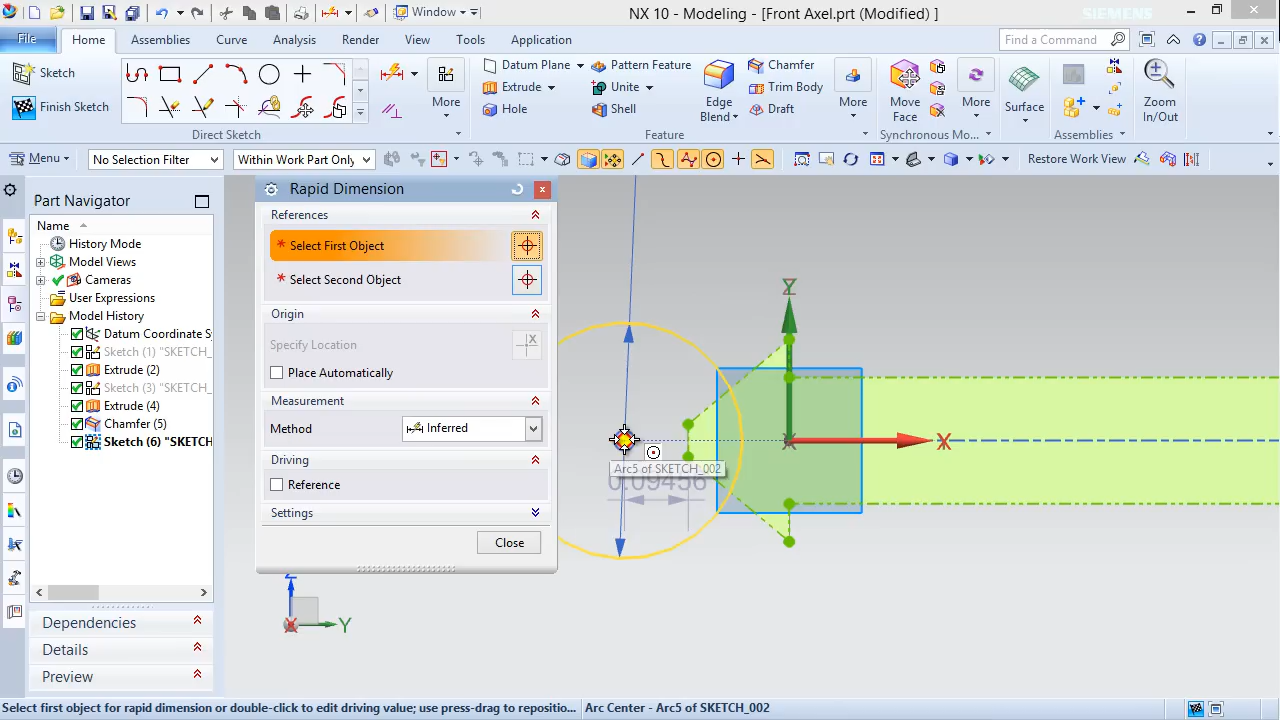 NX 10 - Modeling - [Front Axel.prt (Modified) ]
SIEMENS
Window
File
Home
Assemblies
Curve
Analysis
Render
View
Tools
Application
Find a Command
Sketch
Finish Sketch
More
Datum Plane
Extrude
Hole
Pattern Feature
Unite
Shell
Edge
Blend
Chamfer
Trim Body
Draft
More
Move
Face
More
Surface
Zoom
In/Out
Direct Sketch
Feature
Synchronous Mo...
Assemblies
Menu
No Selection Filter
Within Work Part Only
Restore Work View
Part Navigator
Name
History Mode
Model Views
Cameras
User Expressions
Model History
Datum Coordinate Sy
Sketch (1) "SKETCH_
Extrude (2)
Sketch (3) "SKETCH_
Extrude (4)
Chamfer (5)
Sketch (6) "SKETC
Dependencies
Details
Preview
Rapid Dimension
References
* Select First Object
* Select Second Object
Origin
Specify Location
Place Automatically
Measurement
Method
Inferred
Driving
Reference
Settings
Close
Y
X
Arc5 of SKETCH_002
0.09456
Z
Y
X
Select first object for rapid dimension or double-click to edit driving value; use press-drag to repositio...
Arc Center - Arc5 of SKETCH_002